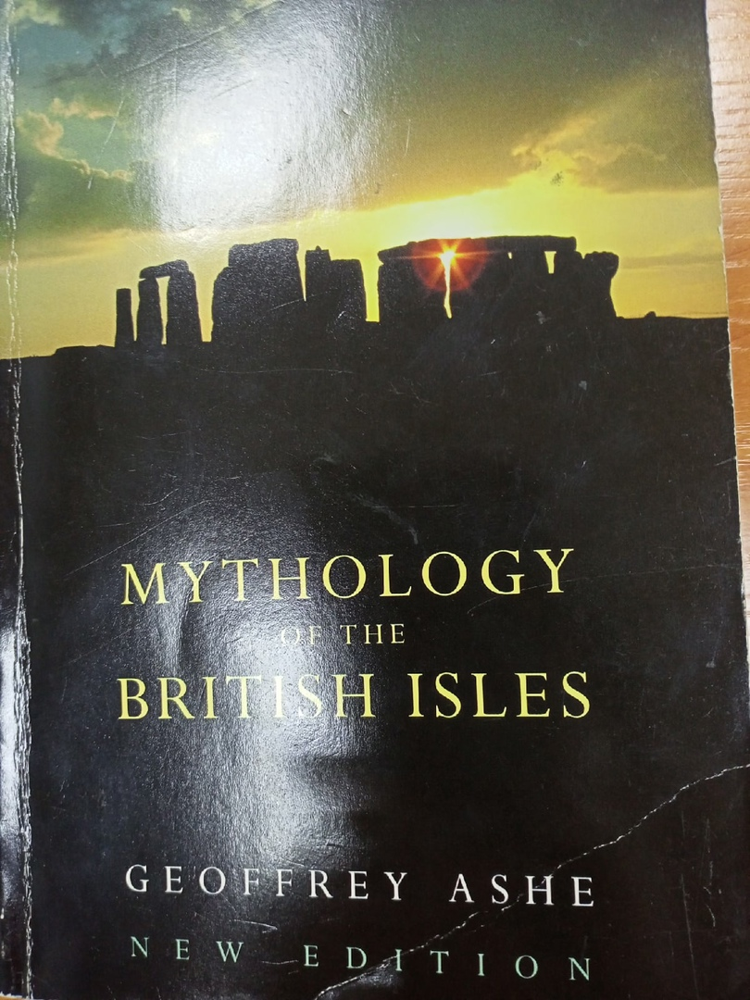 MYTHOLOGY
OF THE
BRITISH ISLES
GEOFFREY ASHE
NEW EDITION